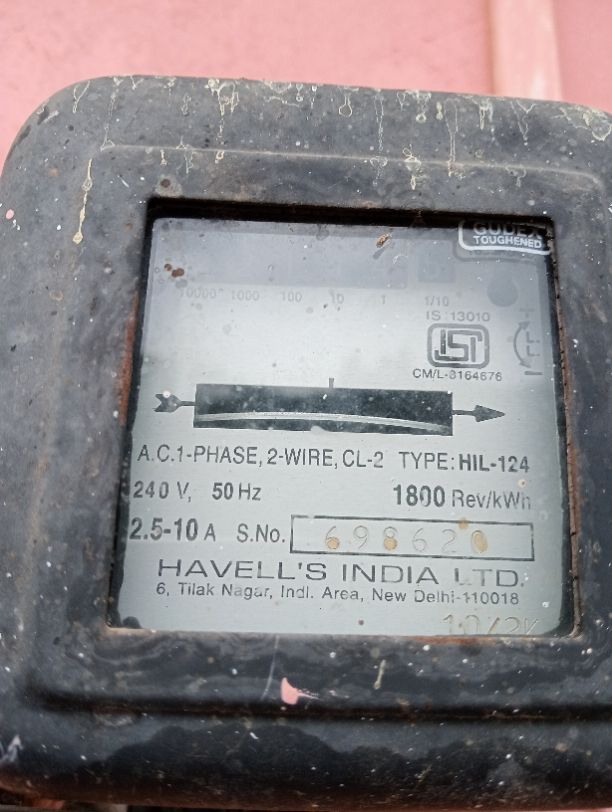 GODEX
TOUGHENED
10000 1000 100 10 1 1/10
IS 13010
ISI
CM/L-3164676
A.C.1-PHASE, 2-WIRE, CL-2 TYPE: HIL-124
240 V, 50 Hz 1800 Rev/kWh
2.5-10 A S.No. 698620
HAVELL'S INDIA LTD.
6, Tilak Nagar, Indl. Area, New Delhi-110018